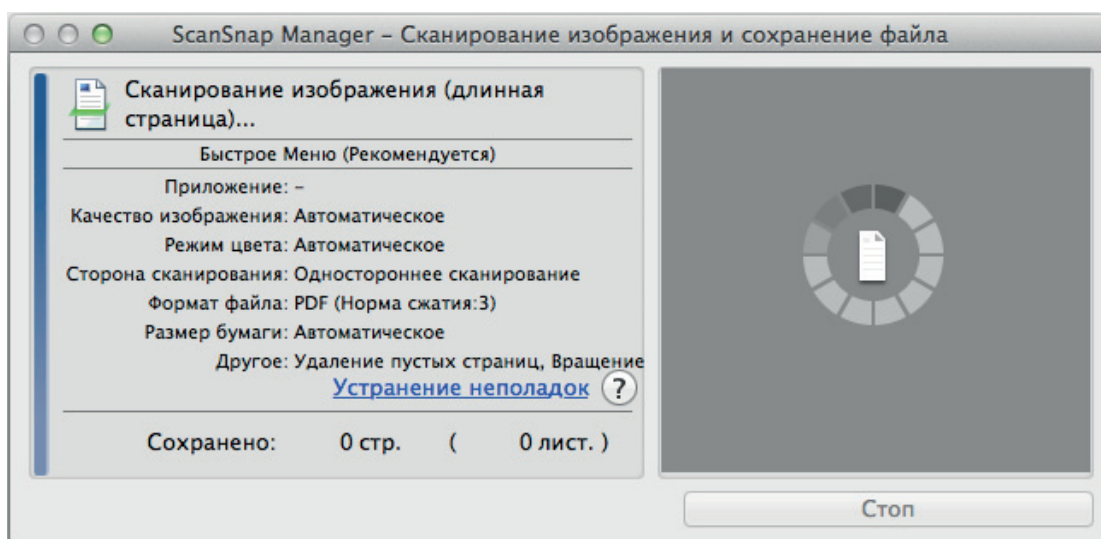 ScanSnap Manager – Сканирование изображения и сохранение файла
Сканирование изображения (длинная
страница)...
Быстрое Меню (Рекомендуется)
Приложение: –
Качество изображения: Автоматическое
Режим цвета: Автоматическое
Сторона сканирования: Одностороннее сканирование
Формат файла: PDF (Норма сжатия:3)
Размер бумаги: Автоматическое
Другое: Удаление пустых страниц, Вращение
Устранение неполадок ?
Сохранено: 0 стр. ( 0 лист. )
Стоп